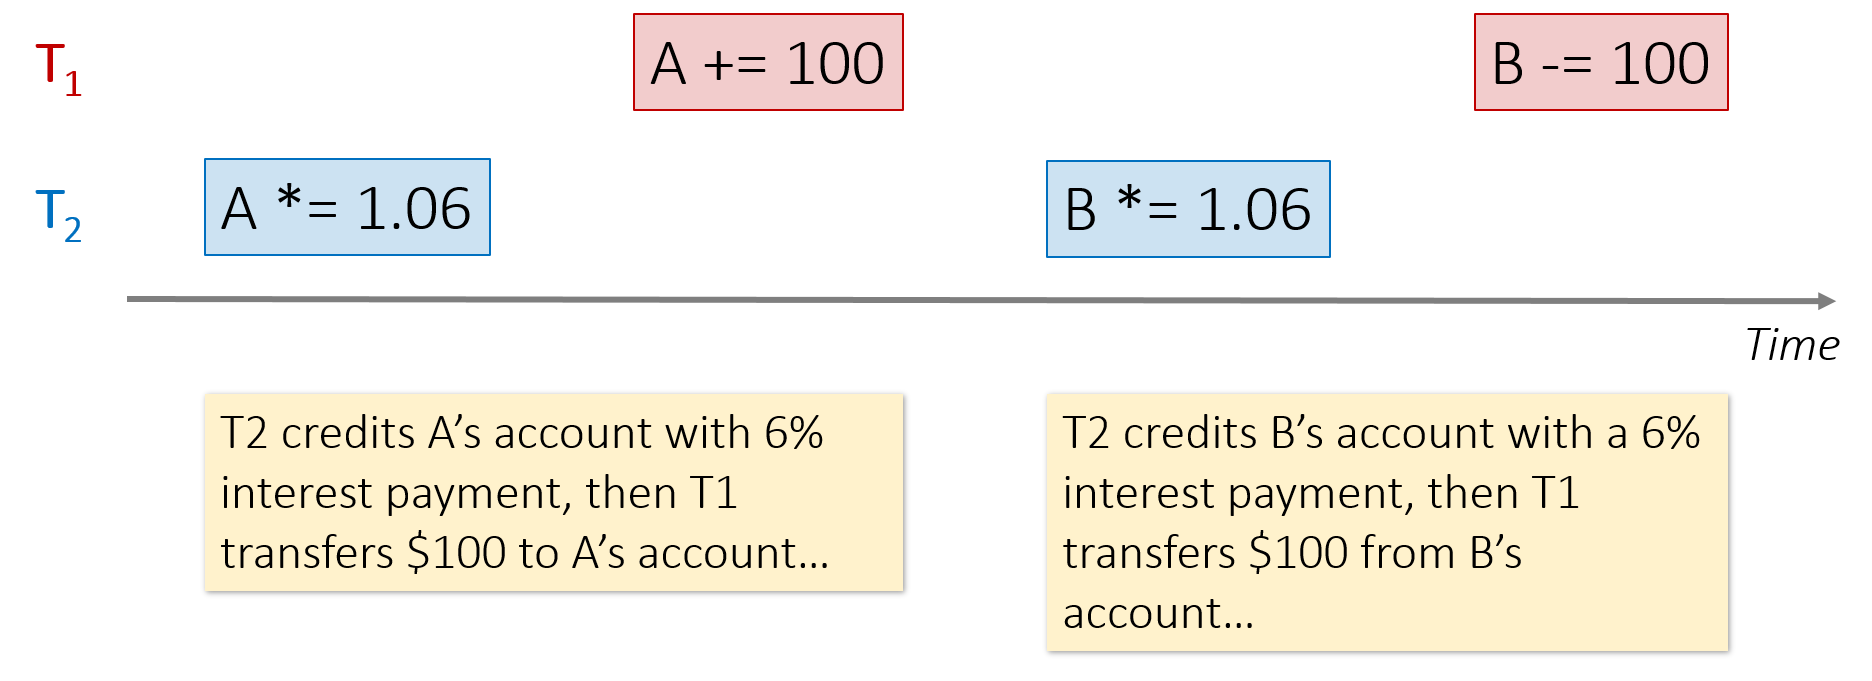 T1 A += 100 B -= 100
T2 A *= 1.06 B *= 1.06
Time
T2 credits A’s account with 6%
interest payment, then T1
transfers $100 to A’s account…
T2 credits B’s account with a 6%
interest payment, then T1
transfers $100 from B’s
account…